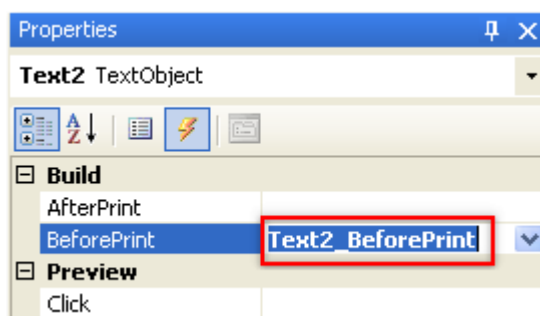 Properties
Text2 TextObject
Build
AfterPrint
BeforePrint Text2_BeforePrint
Preview
Click